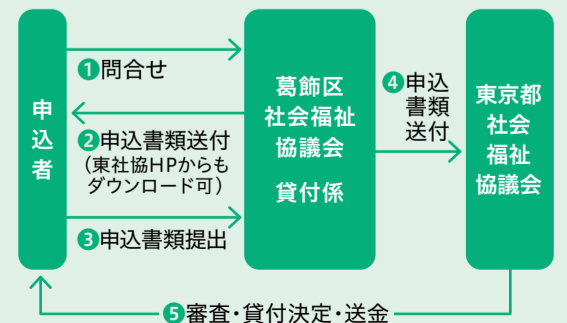 申込者
❶問合せ
❷申込書類送付
(東社協HPからも
ダウンロード可)
❸申込書類提出
葛飾区
社会福祉
協議会
貸付係
❹申込
書類
送付
東京都
社会
福祉
協議会
❺審査・貸付決定・送金